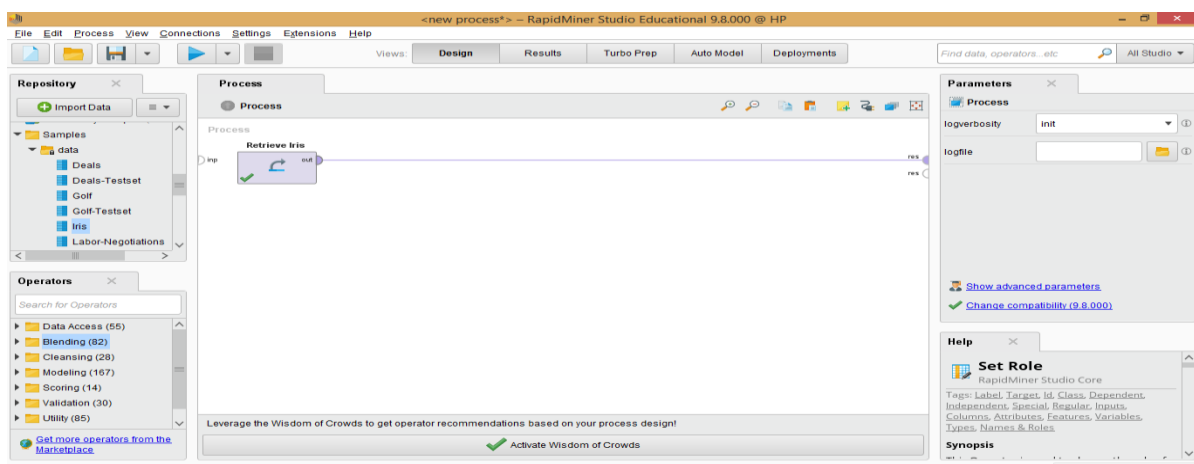 <new process*> – RapidMiner Studio Educational 9.8.000 @ HP
File Edit Process View Connections Settings Extensions Help
Views: Design Results Turbo Prep Auto Model Deployments
Find data, operators...etc All Studio
Repository
Import Data
Samples
data
Deals
Deals-Testset
Golf
Golf-Testset
Iris
Labor-Negotiations
Operators
Search for Operators
Data Access (55)
Blending (82)
Cleansing (28)
Modeling (167)
Scoring (14)
Validation (30)
Utility (85)
Get more operators from the
Marketplace
Process
Process
Process
Retrieve Iris
inp out res
res
Leverage the Wisdom of Crowds to get operator recommendations based on your process design!
Activate Wisdom of Crowds
Parameters
Process
logverbosity init
logfile
Show advanced parameters
Change compatibility (9.8.000)
Help
Set Role
RapidMiner Studio Core
Tags: Label, Target, Id, Class, Dependent,
Independent, Special, Regular, Inputs,
Columns, Attributes, Features, Variables,
Types, Names & Roles
Synopsis